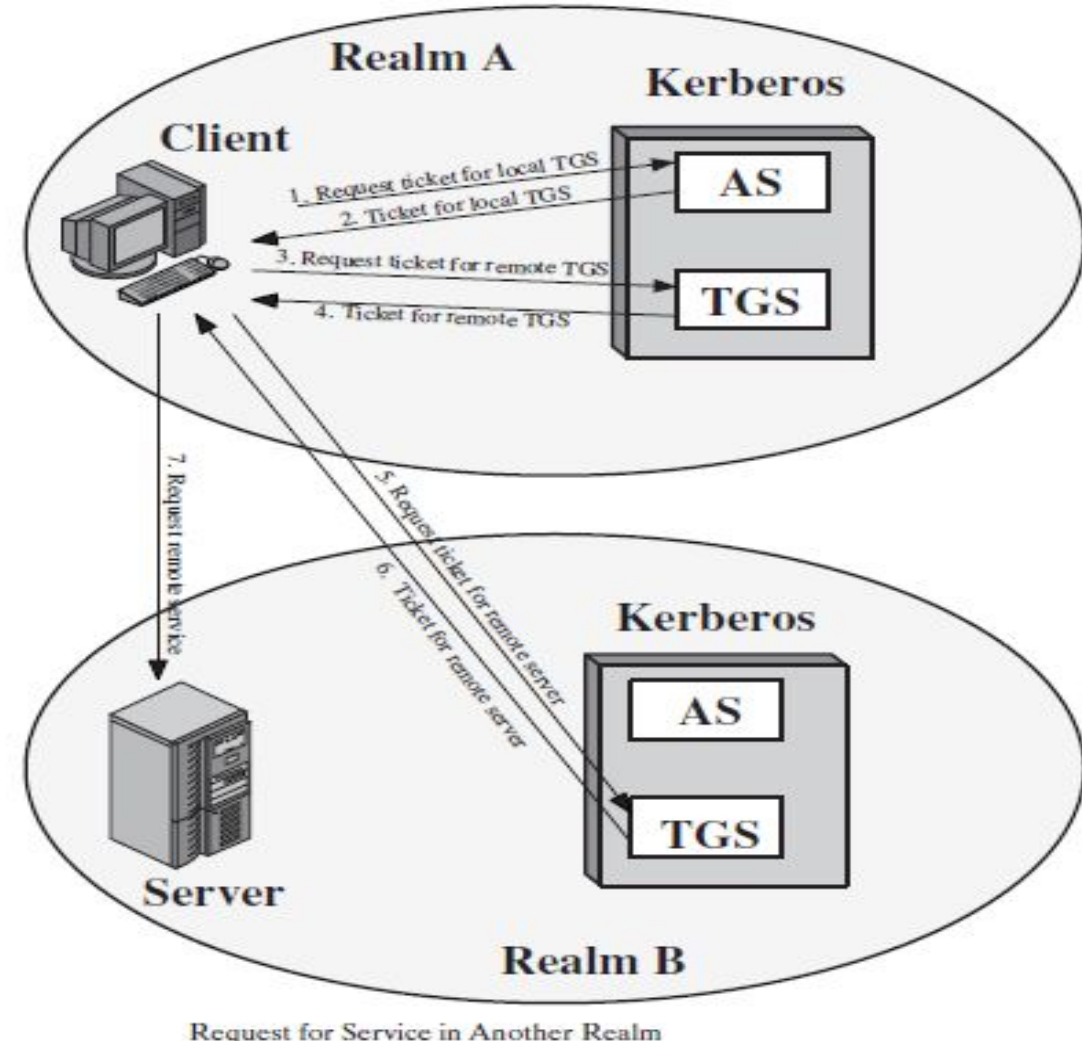 Realm A
Kerberos
Client
AS
1. Request ticket for local TGS
2. Ticket for local TGS
3. Request ticket for remote TGS
TGS
4. Ticket for remote TGS
7. Request remote service
5. Request ticket for remote server
6. Ticket for remote server
Kerberos
AS
TGS
Server
Realm B
Request for Service in Another Realm